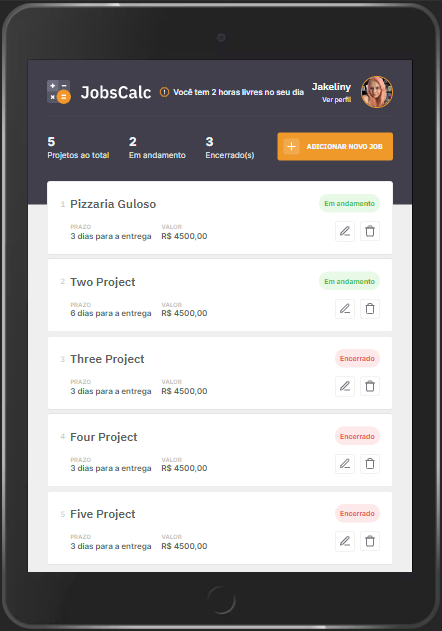 JobsCalc
Você tem 2 horas livres no seu dia
Jakeliny
Ver perfil
5
Projetos ao total
2
Em andamento
3
Encerrado(s)
ADICIONAR NOVO JOB
1 Pizzaria Guloso
Em andamento
PRAZO VALOR
3 dias para a entrega R$ 4500,00
2 Two Project
Em andamento
PRAZO VALOR
6 dias para a entrega R$ 4500,00
3 Three Project
Encerrado
PRAZO VALOR
3 dias para a entrega R$ 4500,00
4 Four Project
Encerrado
PRAZO VALOR
3 dias para a entrega R$ 4500,00
5 Five Project
Encerrado
PRAZO VALOR
3 dias para a entrega R$ 4500,00